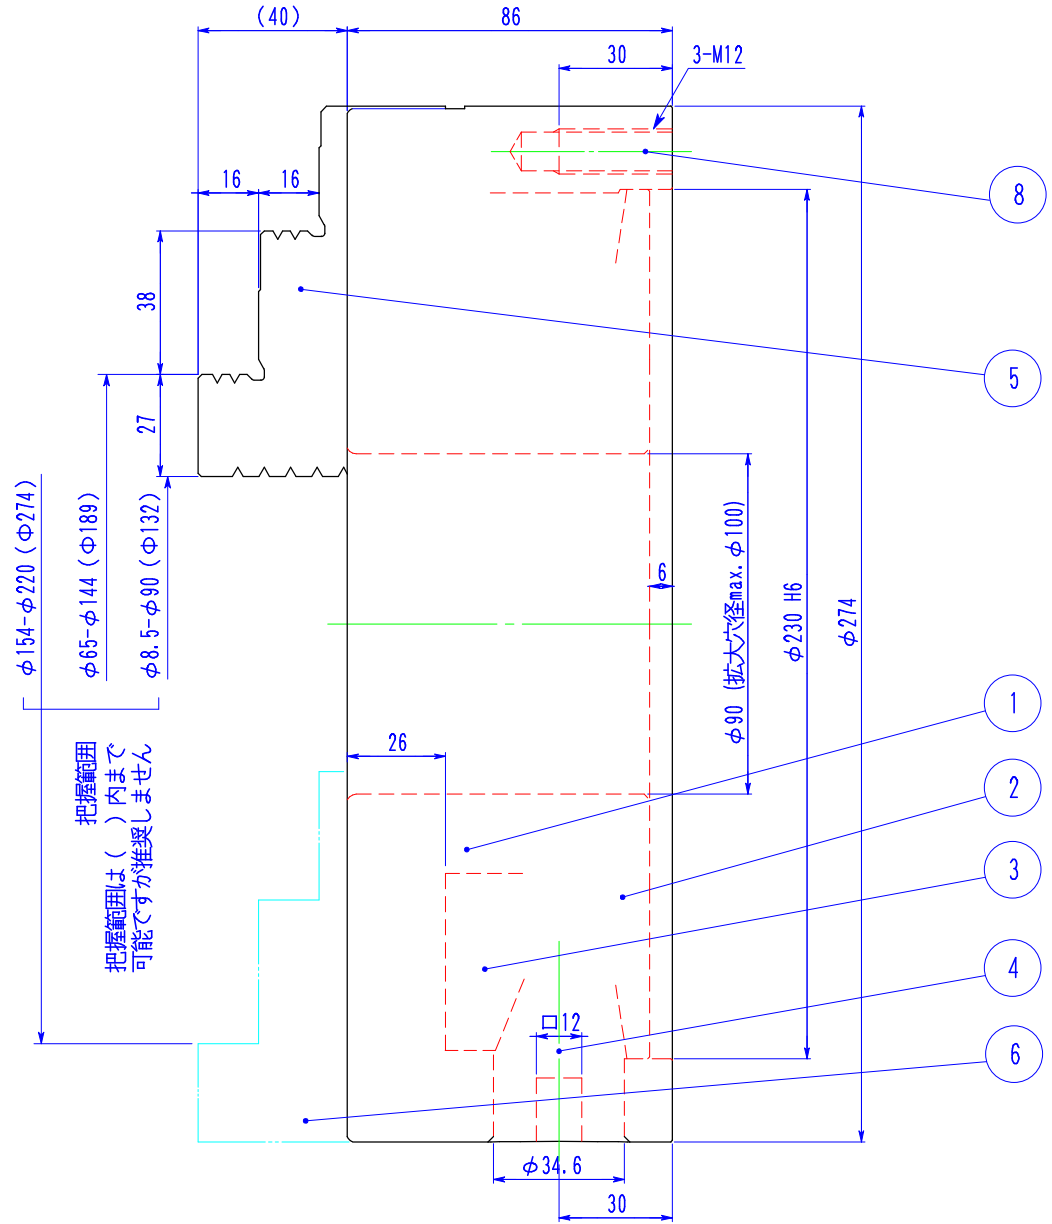 (40)
86
30
3-M12
16
16
8
38
5
27
φ154-φ220(Φ274)
φ65-φ144(Φ189)
φ8.5-φ90(Φ132)
6
φ90 (拡大穴径max. φ100)
φ230 H6
φ274
1
26
把握範囲
把握範囲は( )内まで
可能ですが推奨しません
2
3
4
口12
6
φ34.6
30